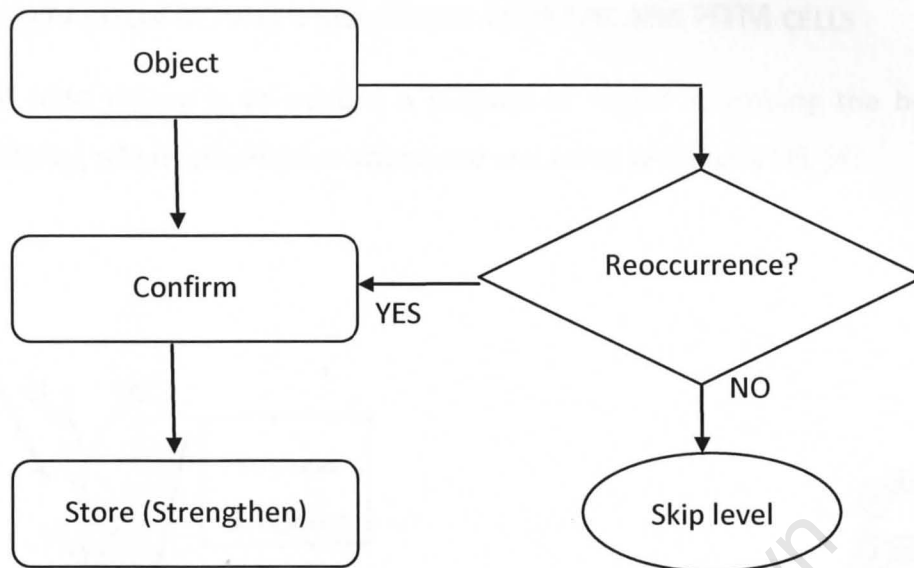 Object
Reoccurrence?
Confirm
YES
NO
Store (Strengthen)
Skip level